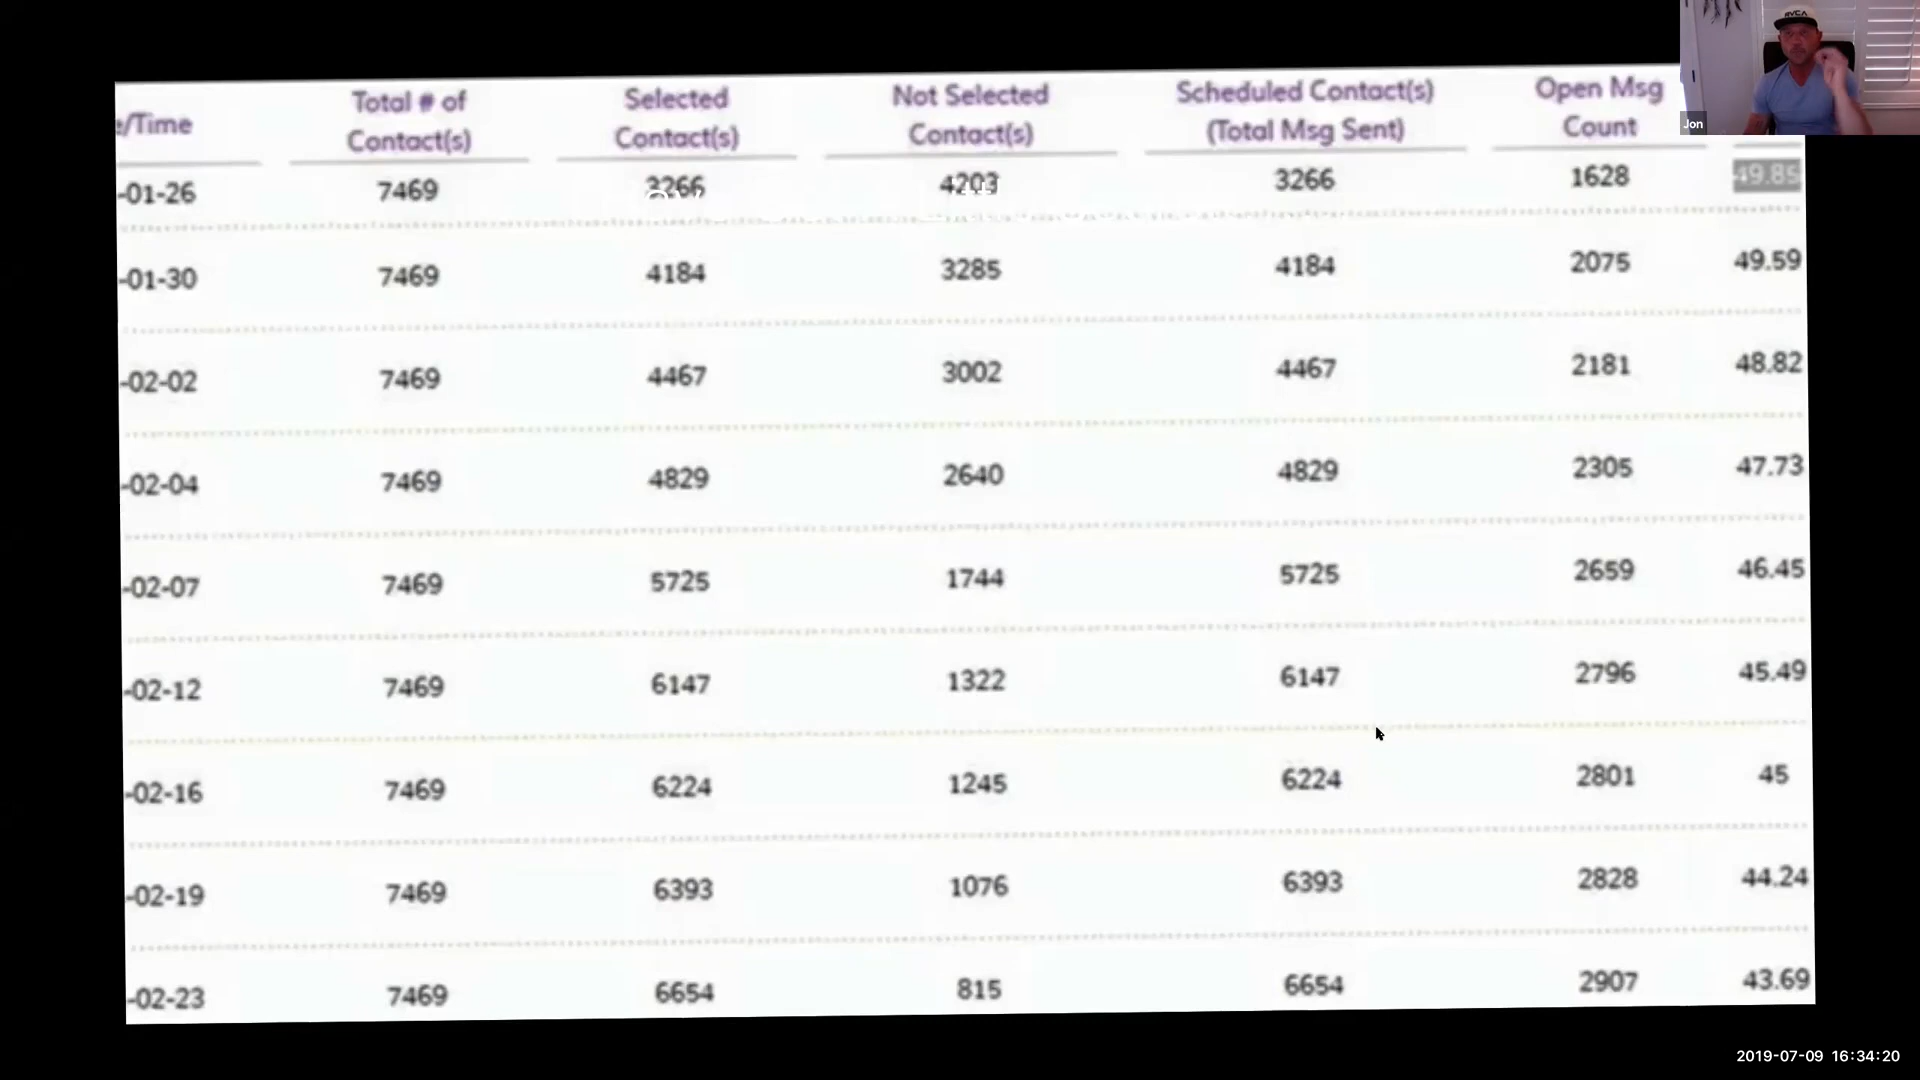 RVCA
Jon
e/Time Total # of Contact(s) Selected Contact(s) Not Selected Contact(s) Scheduled Contact(s) (Total Msg Sent) Open Msg Count
-01-26 7469 3266 4203 3266 1628 49.85
-01-30 7469 4184 3285 4184 2075 49.59
-02-02 7469 4467 3002 4467 2181 48.82
-02-04 7469 4829 2640 4829 2305 47.73
-02-07 7469 5725 1744 5725 2659 46.45
-02-12 7469 6147 1322 6147 2796 45.49
-02-16 7469 6224 1245 6224 2801 45
-02-19 7469 6393 1076 6393 2828 44.24
-02-23 7469 6654 815 6654 2907 43.69
2019-07-09 16:34:20